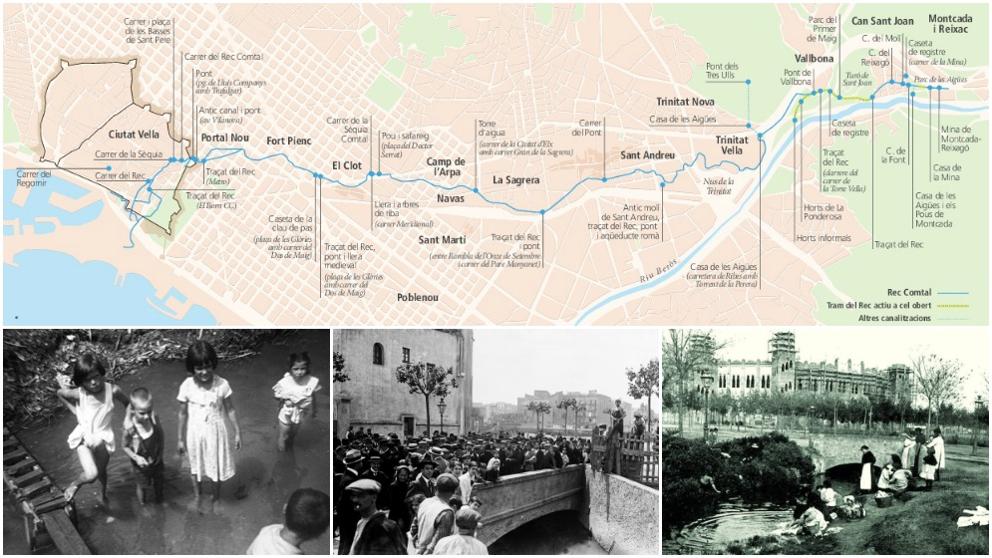 Carrer i plaça
de les Basses
de Sant Pere
Carrer del Rec Comtal
Pont
(pg. de Lluís Companys
amb Trafalgar)
Antic canal i pont
(av. Vilanova)
Ciutat Vella
Portal Nou
Fort Pienc
Carrer de la Sèquia
Carrer del Rec
Carrer del
Regomir
Traçat del Rec
(Metro)
Traçat del Rec
(El Born CC)
Carrer de la
Sèquia
Comtal
Pou i safareig
(plaça del Doctor
Serrat)
El Clot
Camp de
l'Arpa
Navas
Llera i arbres
de riba
(carrer Meridional)
Caseta de la
clau de pas
(plaça de les Glòries
amb carrer del
Dos de Maig)
Traçat del Rec,
pont i llera
medieval
(plaça de les Glòries
amb carrer del
Dos de Maig)
Sant Martí
Poblenou
Torre
d'aigua
(carrer de la Ciutat d'Elx
amb carrer Gran de la Sagrera)
La Sagrera
Traçat del Rec
i pont
(entre Rambla de l'Onze de Setembre
i carrer del Pare Manyanet)
Carrer
del Pont
Sant Andreu
Antic molí
de Sant Andreu,
traçat del Rec, pont
i aqüeducte romà
Trinitat Nova
Casa de les Aigües
Pont dels
Tres Ulls
Trinitat
Vella
Nus de la
Trinitat
Casa de les Aigües
(carretera de Ribes amb
Torrent de la Perera)
Riu Besòs
Parc del
Primer
de Maig
Vallbona
Pont de
Vallbona
Turó de
Sant Joan
Can Sant Joan
C. del Molí
C. del
Reixagó
Montcada
i Reixac
Caseta
de registre
(carrer de la Mina)
Parc de les Aigües
Caseta
de registre
Traçat
del Rec
(darrere del
carrer de
la Torre Vella)
Horts de La
Ponderosa
Horts informals
C. de
la Font
Traçat del Rec
Mina de
Montcada-
Reixagó
Casa de
la Mina
Casa de les
Aigües i els
Pous de
Montcada
Rec Comtal
Tram del Rec actiu a cel obert
Altres canalitzacions